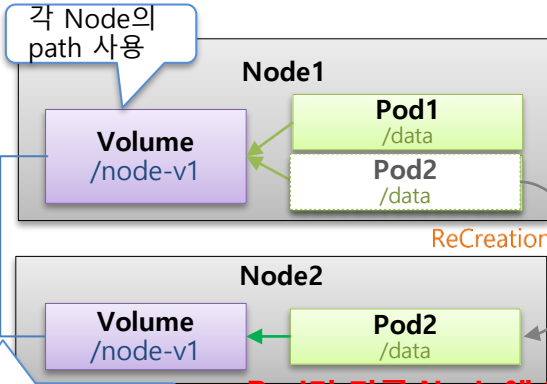 각 Node의
path 사용
Node1
Volume
/node-v1
Pod1
/data
Pod2
/data
ReCreation
Node2
Volume
/node-v1
Pod2
/data